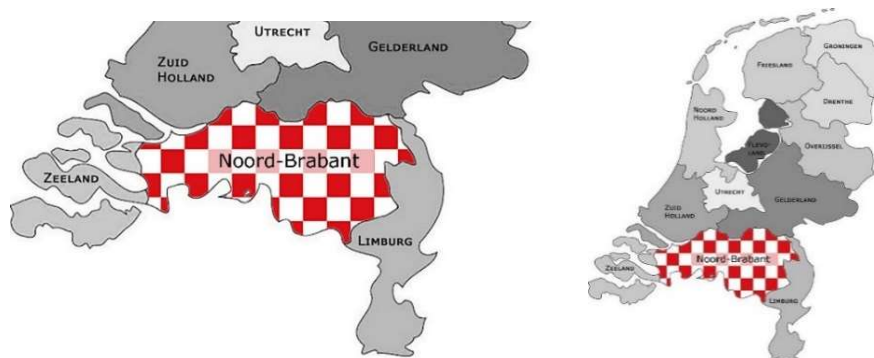 Utrecht
Gelderland
Zuid
Holland
Noord-Brabant
Zeeland
Limburg
Groningen
Friesland
Drenthe
Noord
Holland
Flevo-
land
Overijssel
Utrecht
Gelderland
Zuid
Holland
Noord-Brabant
Zeeland
Limburg